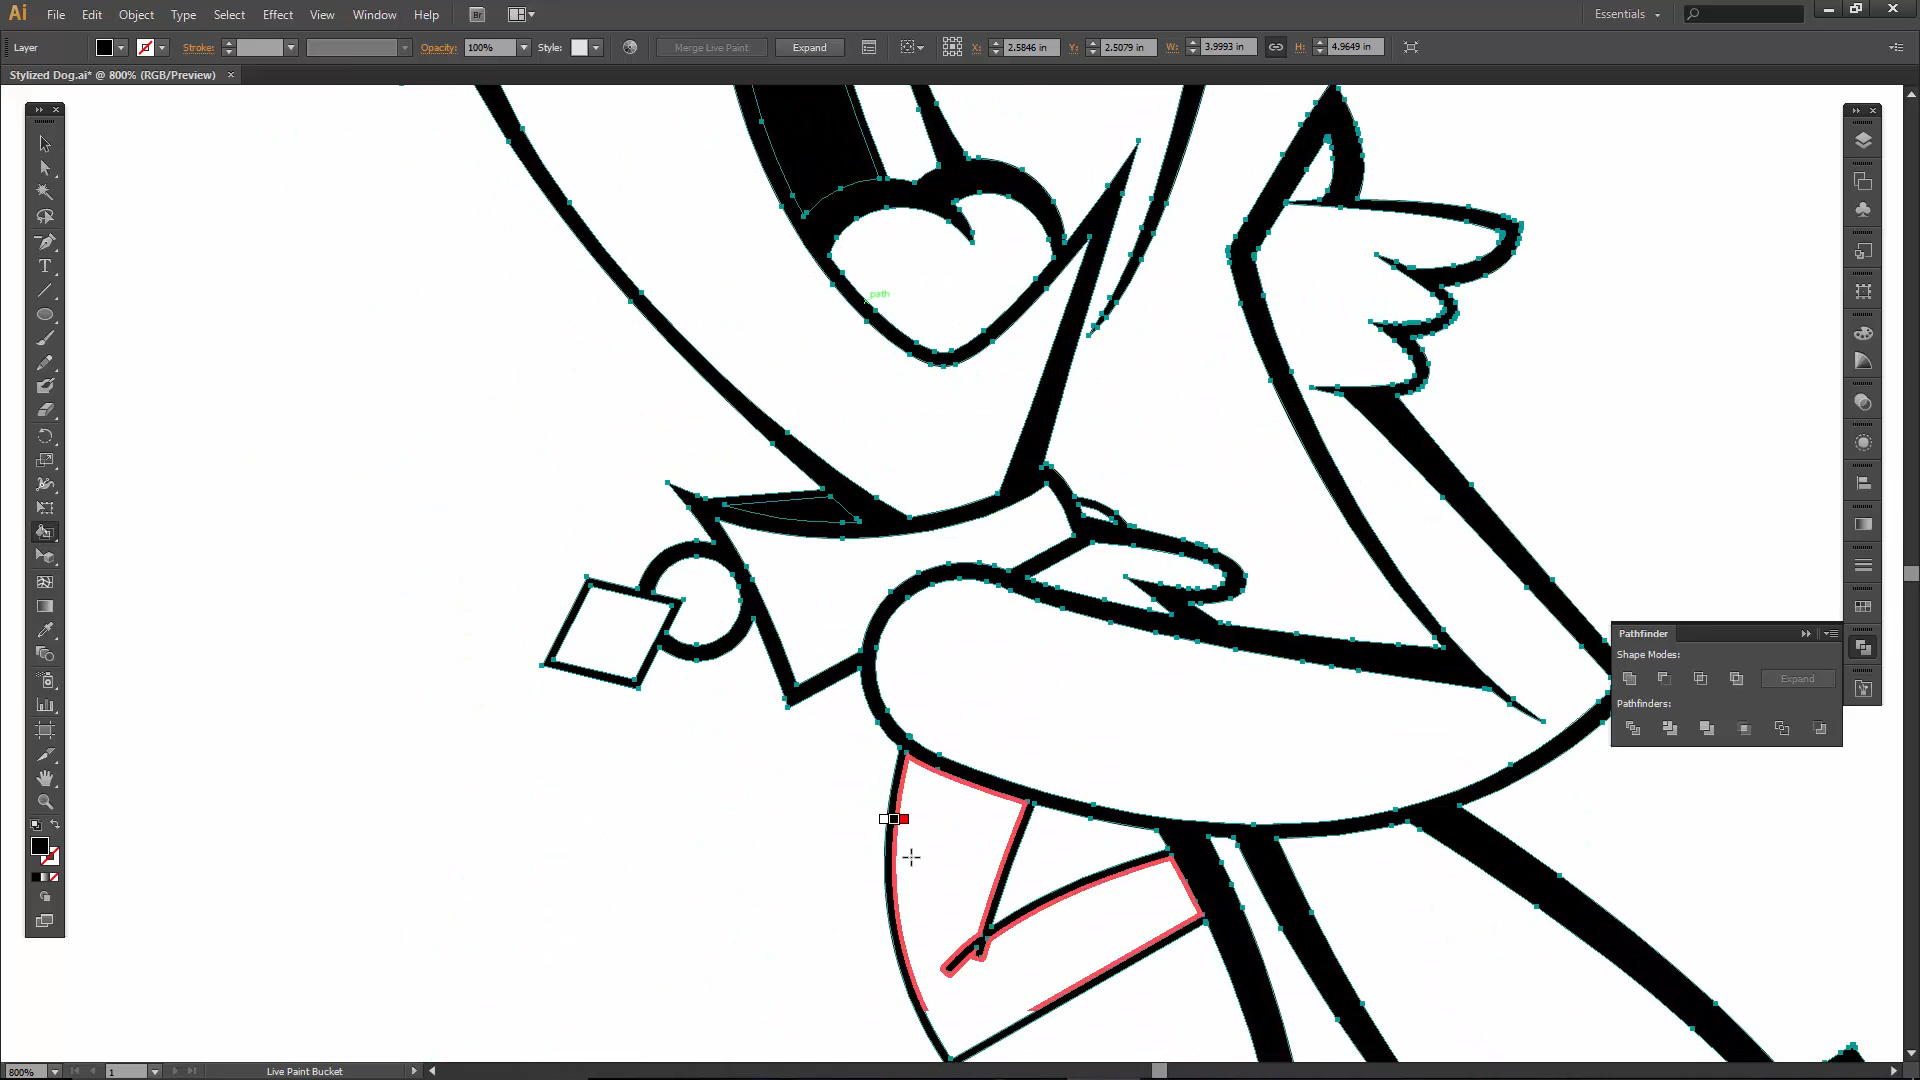 Ai File Edit Object Type Select Effect View Window Help Br Essentials
Layer Stroke: Opacity: 100% Style: Merge Live Paint Expand X: 2.5846 in Y: 2.5079 in W: 3.9993 in H: 4.9649 in
Stylized Dog.ai* @ 800% (RGB/Preview)
path
Pathfinder
Shape Modes:
Expand
Pathfinders:
800% 1 Live Paint Bucket